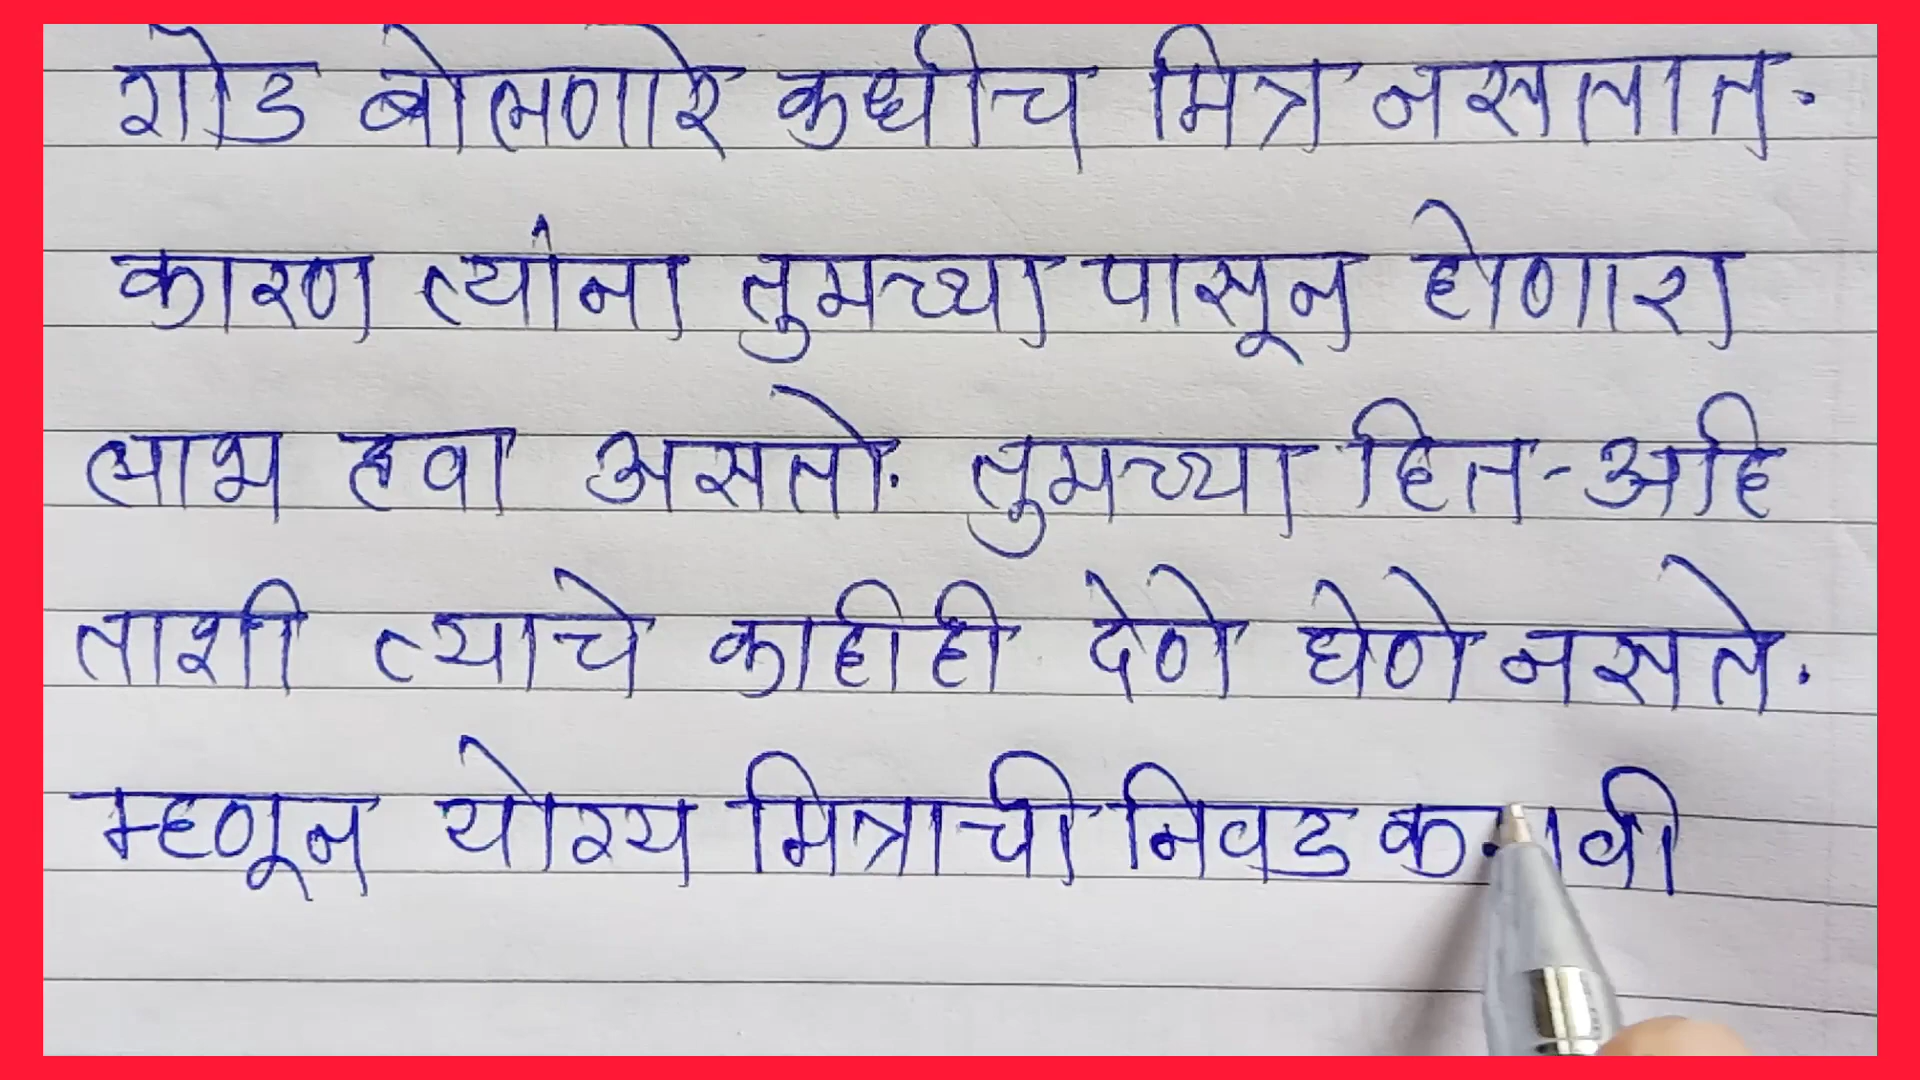 गोड बोलणारे कधीच मित्र नसतात.
कारण त्यांना तुमच्या पासून होणारा
लाभ हवा असतो. तुमच्या हित-अहि
ताशी त्याचे काहीही देणे घेणे नसते.
म्हणून योग्य मित्राची निवड करावी